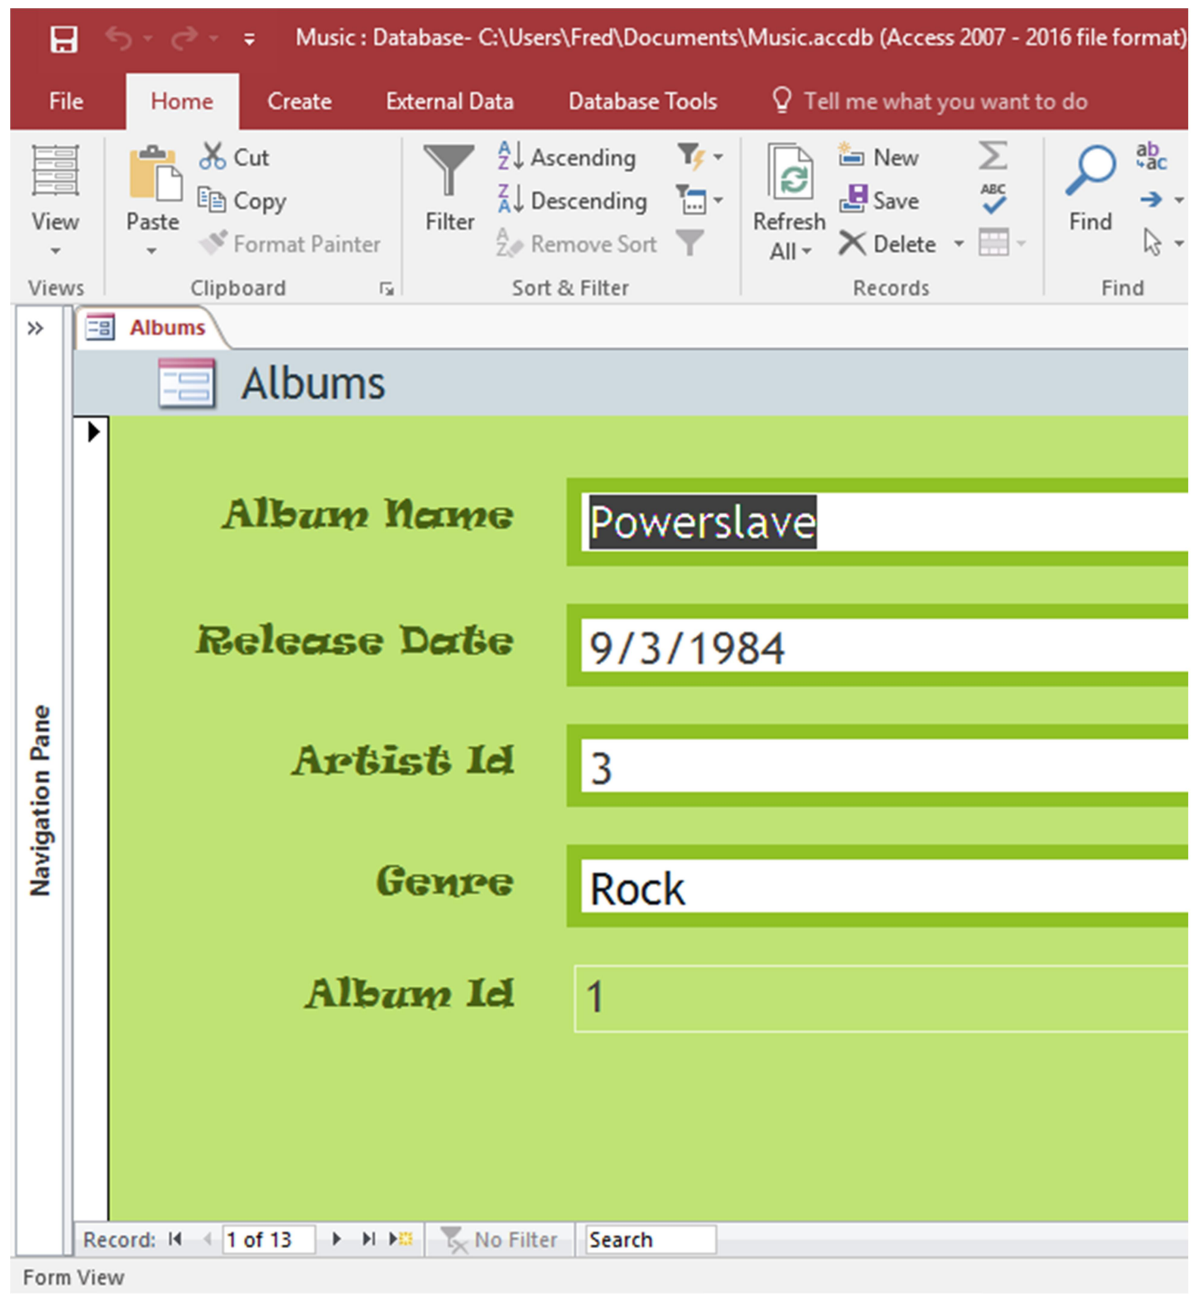 Music : Database- C:\Users\Fred\Documents\Music.accdb (Access 2007 - 2016 file format)
File Home Create External Data Database Tools Tell me what you want to do
View
Views
Paste
Cut
Copy
Format Painter
Clipboard
Filter
Ascending
Descending
Remove Sort
Sort & Filter
Refresh
All
New
Save
Delete
ABC
Records
Find
ab
ac
Find
Albums
Albums
Navigation Pane
Album Name Powerslave
Release Date 9/3/1984
Artist Id 3
Genre Rock
Album Id 1
Record: 1 of 13 No Filter Search
Form View